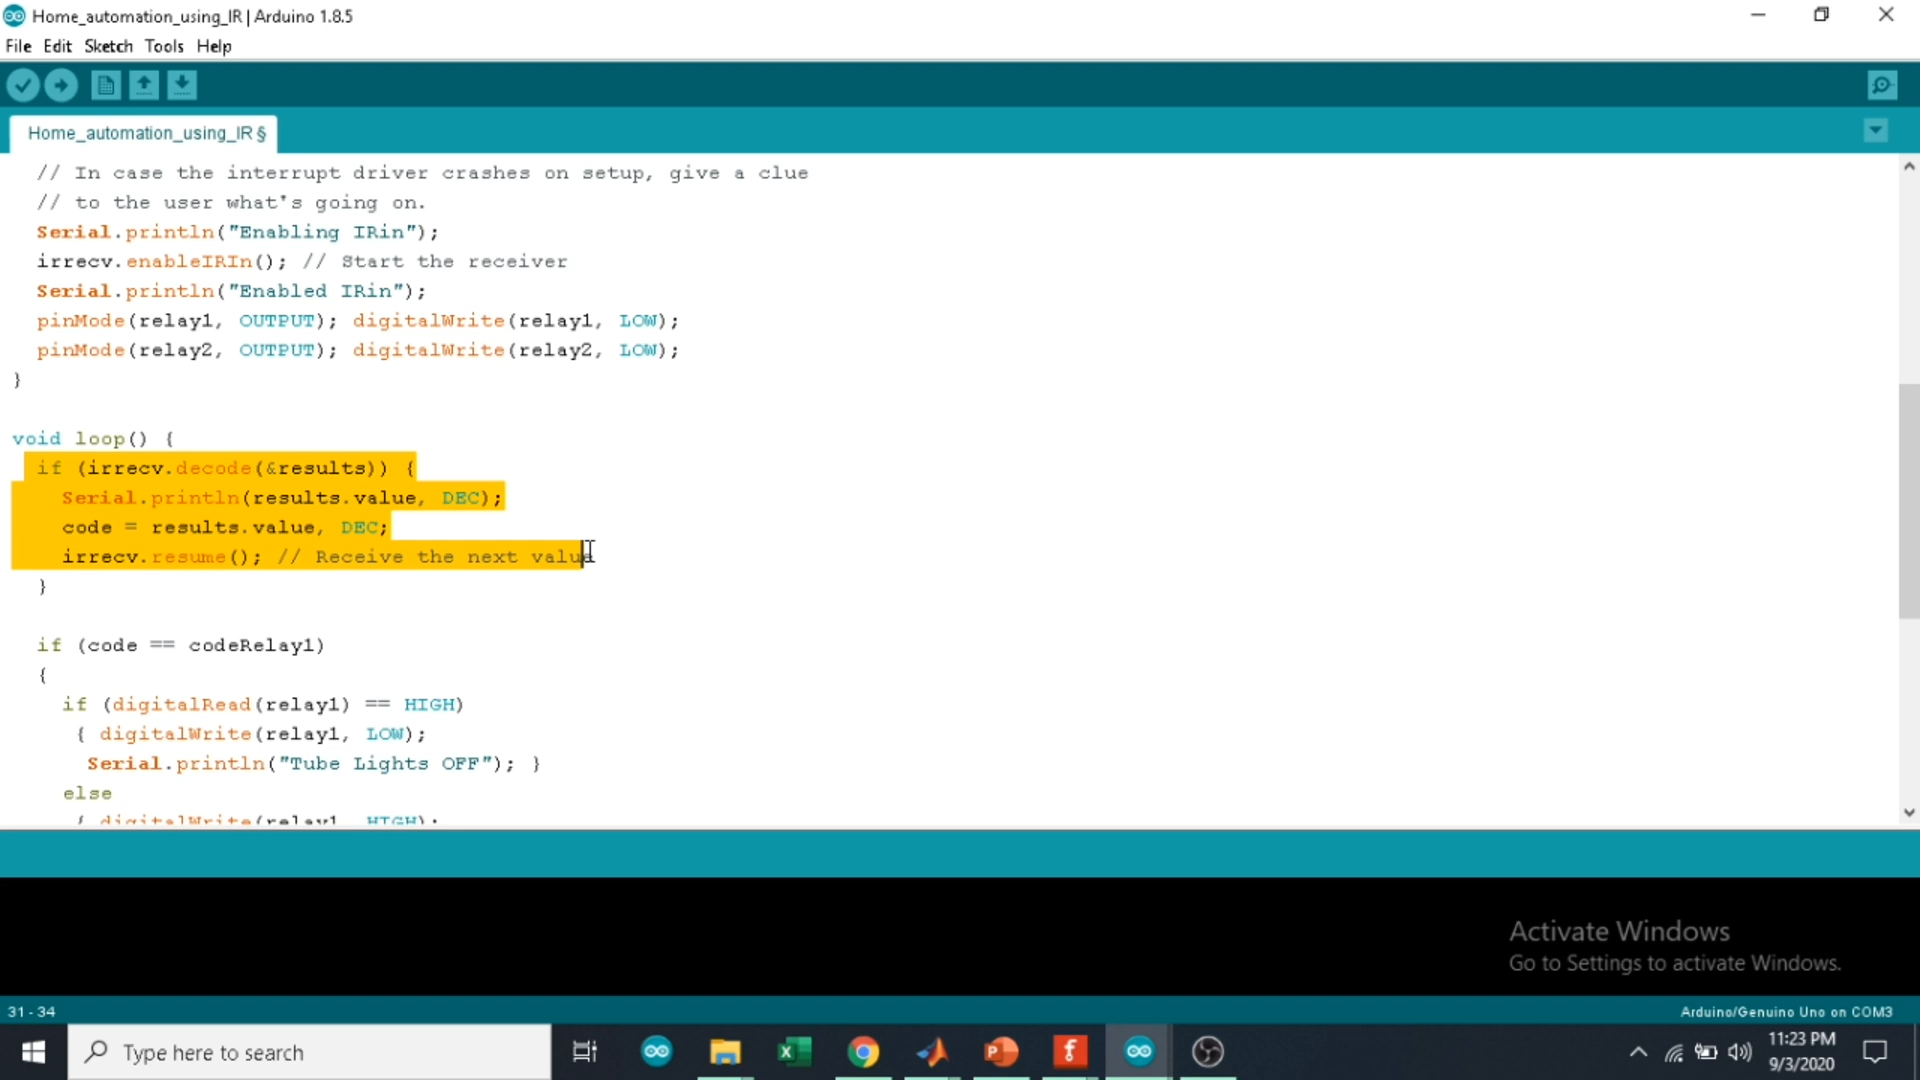 Home_automation_using_IR | Arduino 1.8.5
File Edit Sketch Tools Help
Home_automation_using_IR §
// In case the interrupt driver crashes on setup, give a clue
// to the user what's going on.
Serial.println("Enabling IRin");
irrecv.enableIRIn(); // Start the receiver
Serial.println("Enabled IRin");
pinMode(relay1, OUTPUT); digitalWrite(relay1, LOW);
pinMode(relay2, OUTPUT); digitalWrite(relay2, LOW);
}
void loop() {
if (irrecv.decode(&results)) {
Serial.println(results.value, DEC);
code = results.value, DEC;
irrecv.resume(); // Receive the next value
}
if (code == codeRelay1)
{
if (digitalRead(relay1) == HIGH)
{ digitalWrite(relay1, LOW);
Serial.println("Tube Lights OFF"); }
else
{ digitalWrite(relay1, HIGH);
Activate Windows
Go to Settings to activate Windows.
31 - 34
Arduino/Genuino Uno on COM3
Type here to search
11:23 PM
9/3/2020